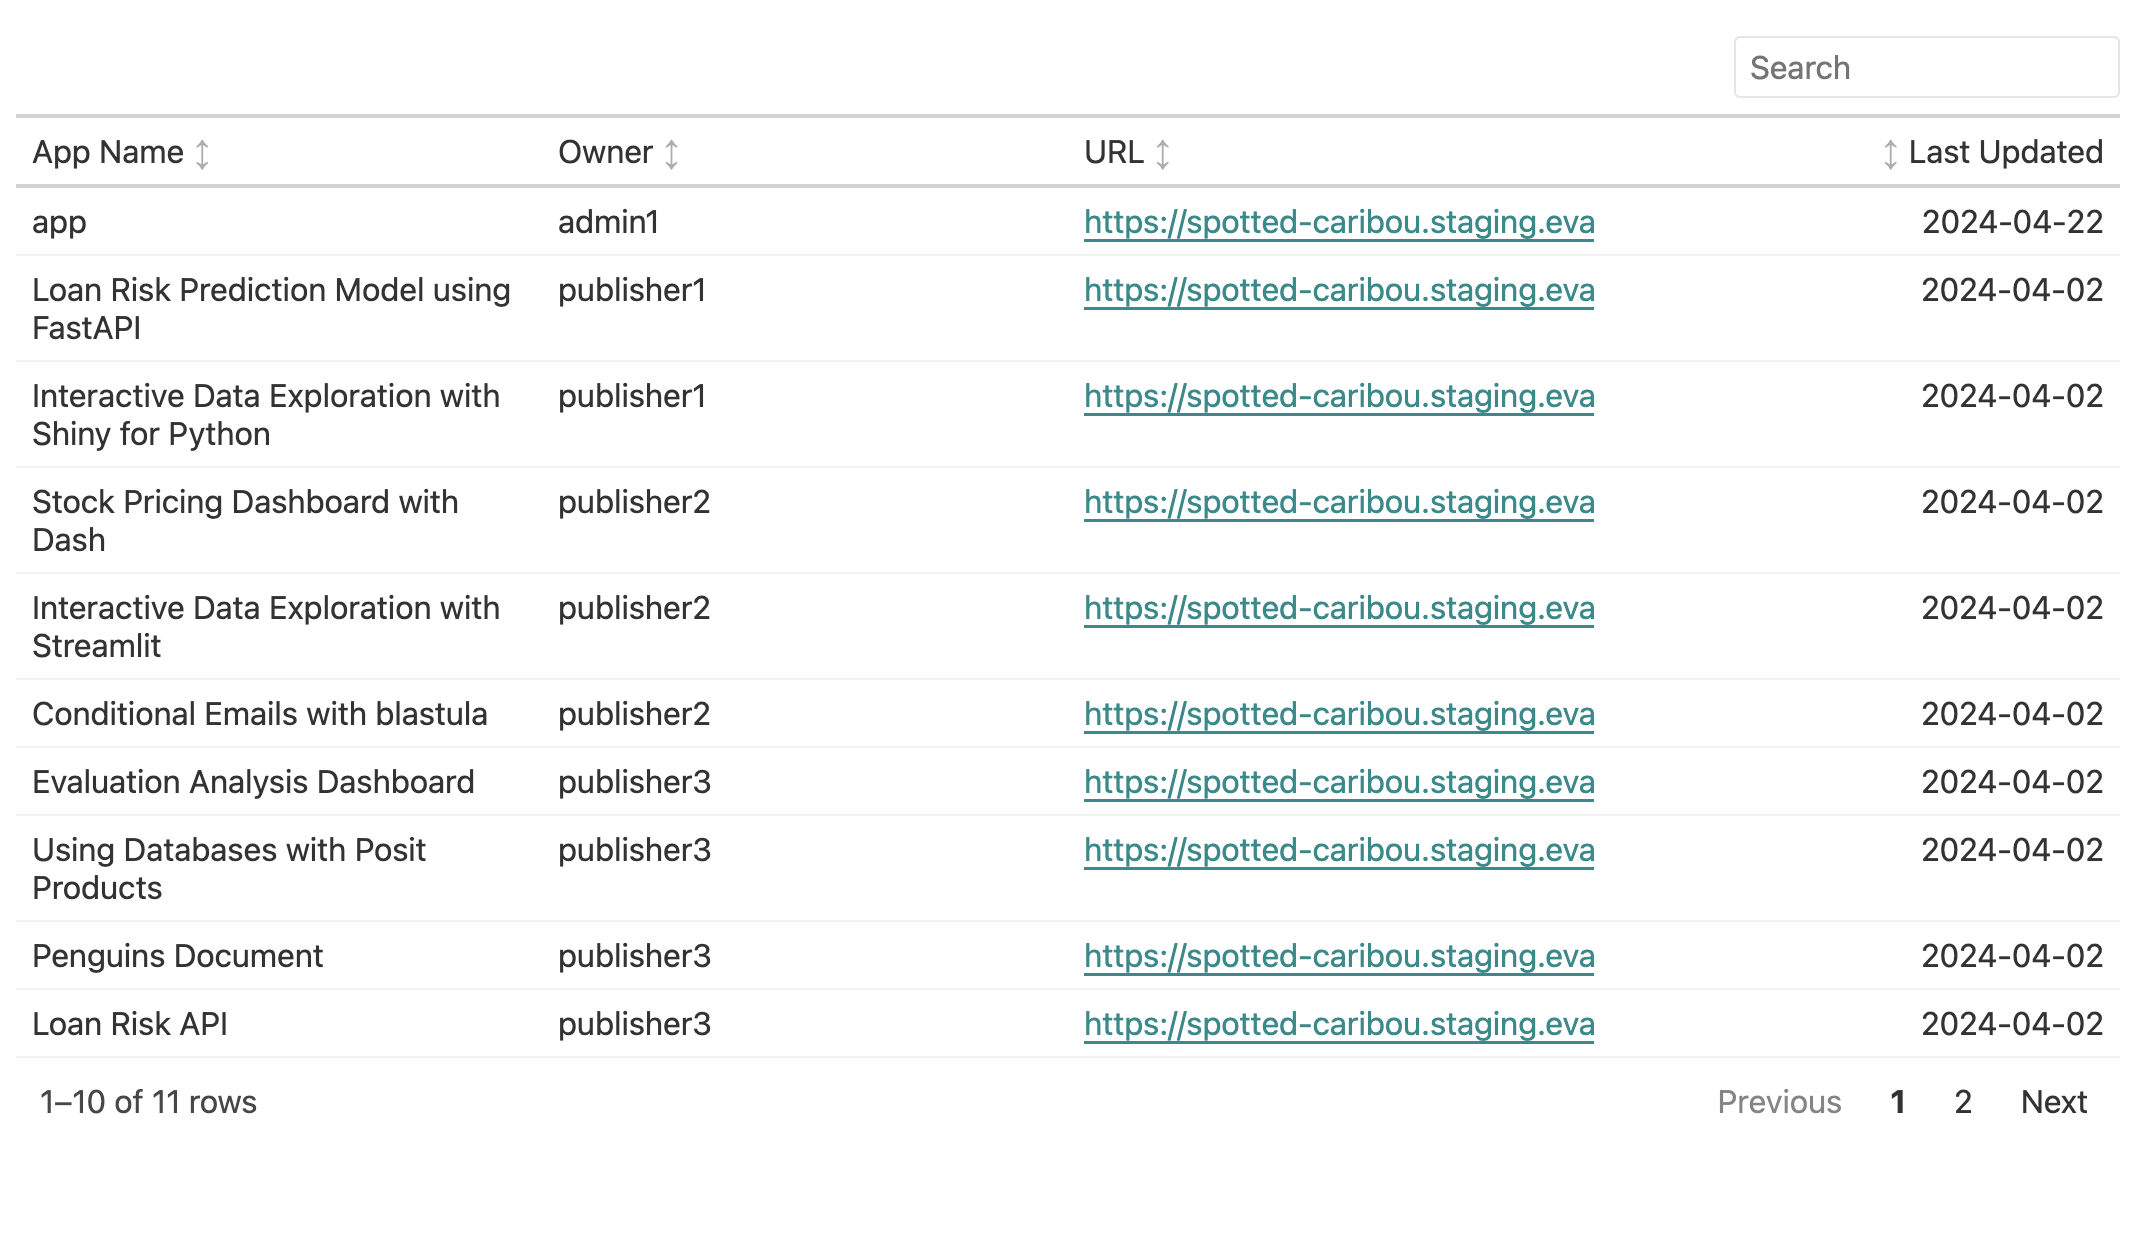 Search
App Name Owner URL Last Updated
app admin1 https://spotted-caribou.staging.eva 2024-04-22
Loan Risk Prediction Model using publisher1 https://spotted-caribou.staging.eva 2024-04-02
FastAPI
Interactive Data Exploration with publisher1 https://spotted-caribou.staging.eva 2024-04-02
Shiny for Python
Stock Pricing Dashboard with publisher2 https://spotted-caribou.staging.eva 2024-04-02
Dash
Interactive Data Exploration with publisher2 https://spotted-caribou.staging.eva 2024-04-02
Streamlit
Conditional Emails with blastula publisher2 https://spotted-caribou.staging.eva 2024-04-02
Evaluation Analysis Dashboard publisher3 https://spotted-caribou.staging.eva 2024-04-02
Using Databases with Posit publisher3 https://spotted-caribou.staging.eva 2024-04-02
Products
Penguins Document publisher3 https://spotted-caribou.staging.eva 2024-04-02
Loan Risk API publisher3 https://spotted-caribou.staging.eva 2024-04-02
1–10 of 11 rows Previous 1 2 Next